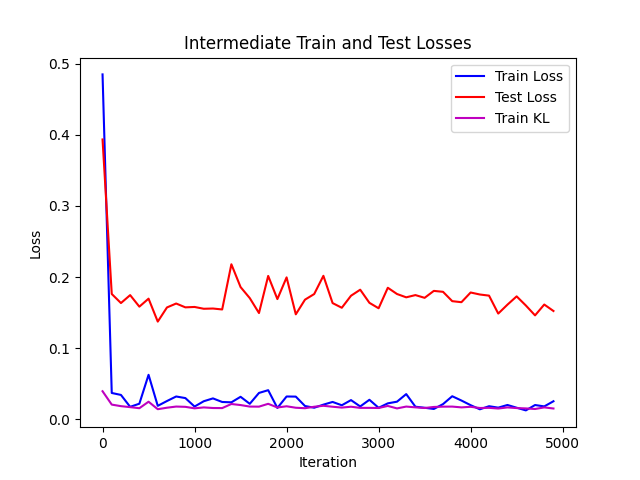 Intermediate Train and Test Losses
Train Loss
Test Loss
Train KL
Loss
0.5
0.4
0.3
0.2
0.1
0.0
0 1000 2000 3000 4000 5000
Iteration